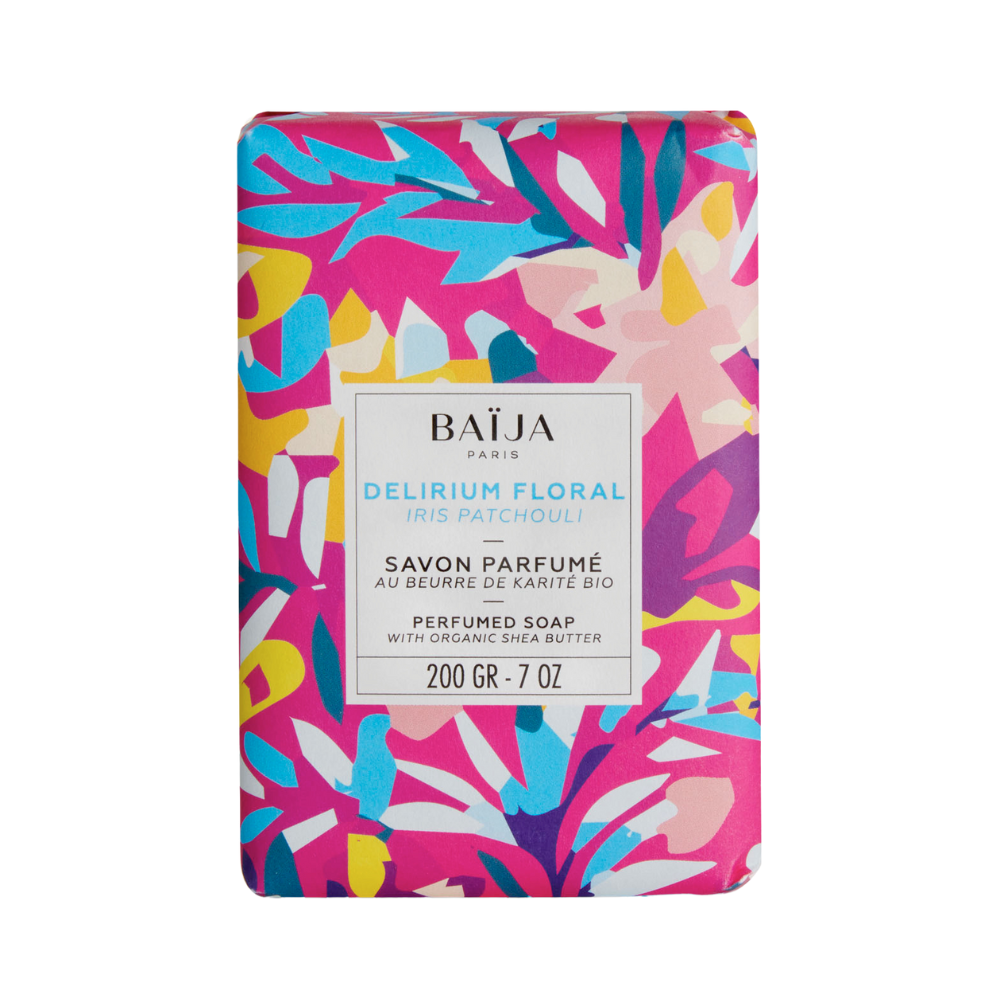 BAÏJA
PARIS
DELIRIUM FLORAL
IRIS PATCHOULI
SAVON PARFUMÉ
AU BEURRE DE KARITÉ BIO
PERFUMED SOAP
WITH ORGANIC SHEA BUTTER
200 GR - 7 OZ